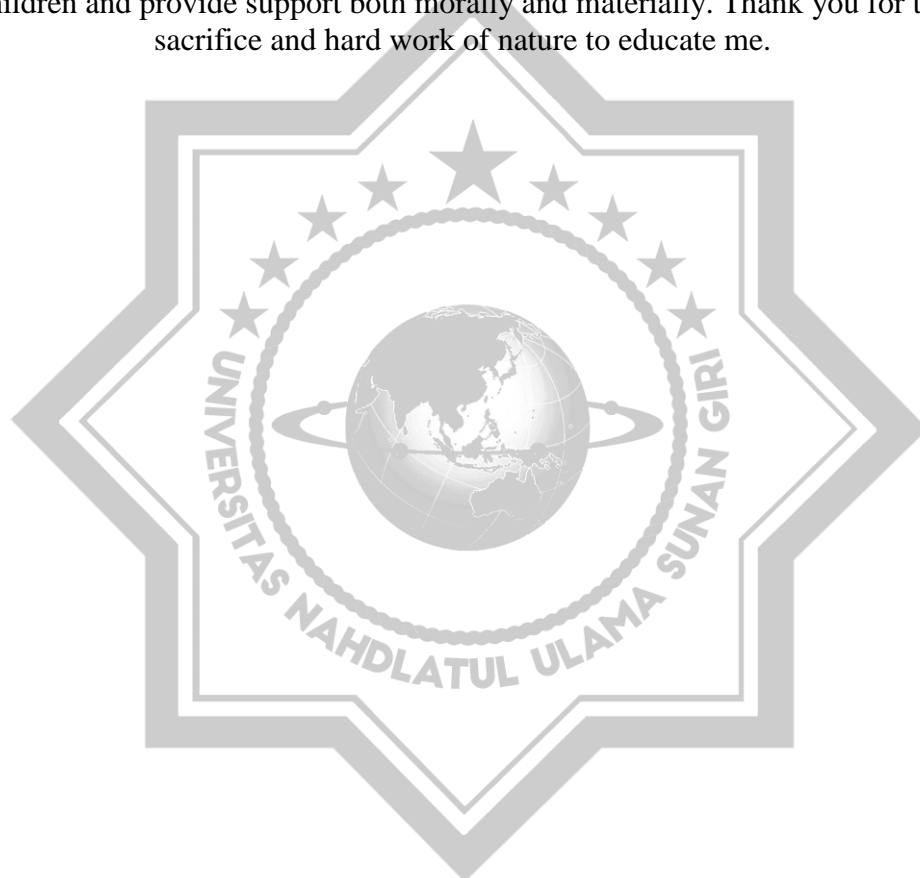 children and provide support both morally and materially. Thank you for
sacrifice and hard work of nature to educate me.
UNIVERSITAS NAHDLATUL ULAMA SUNAN GIRI